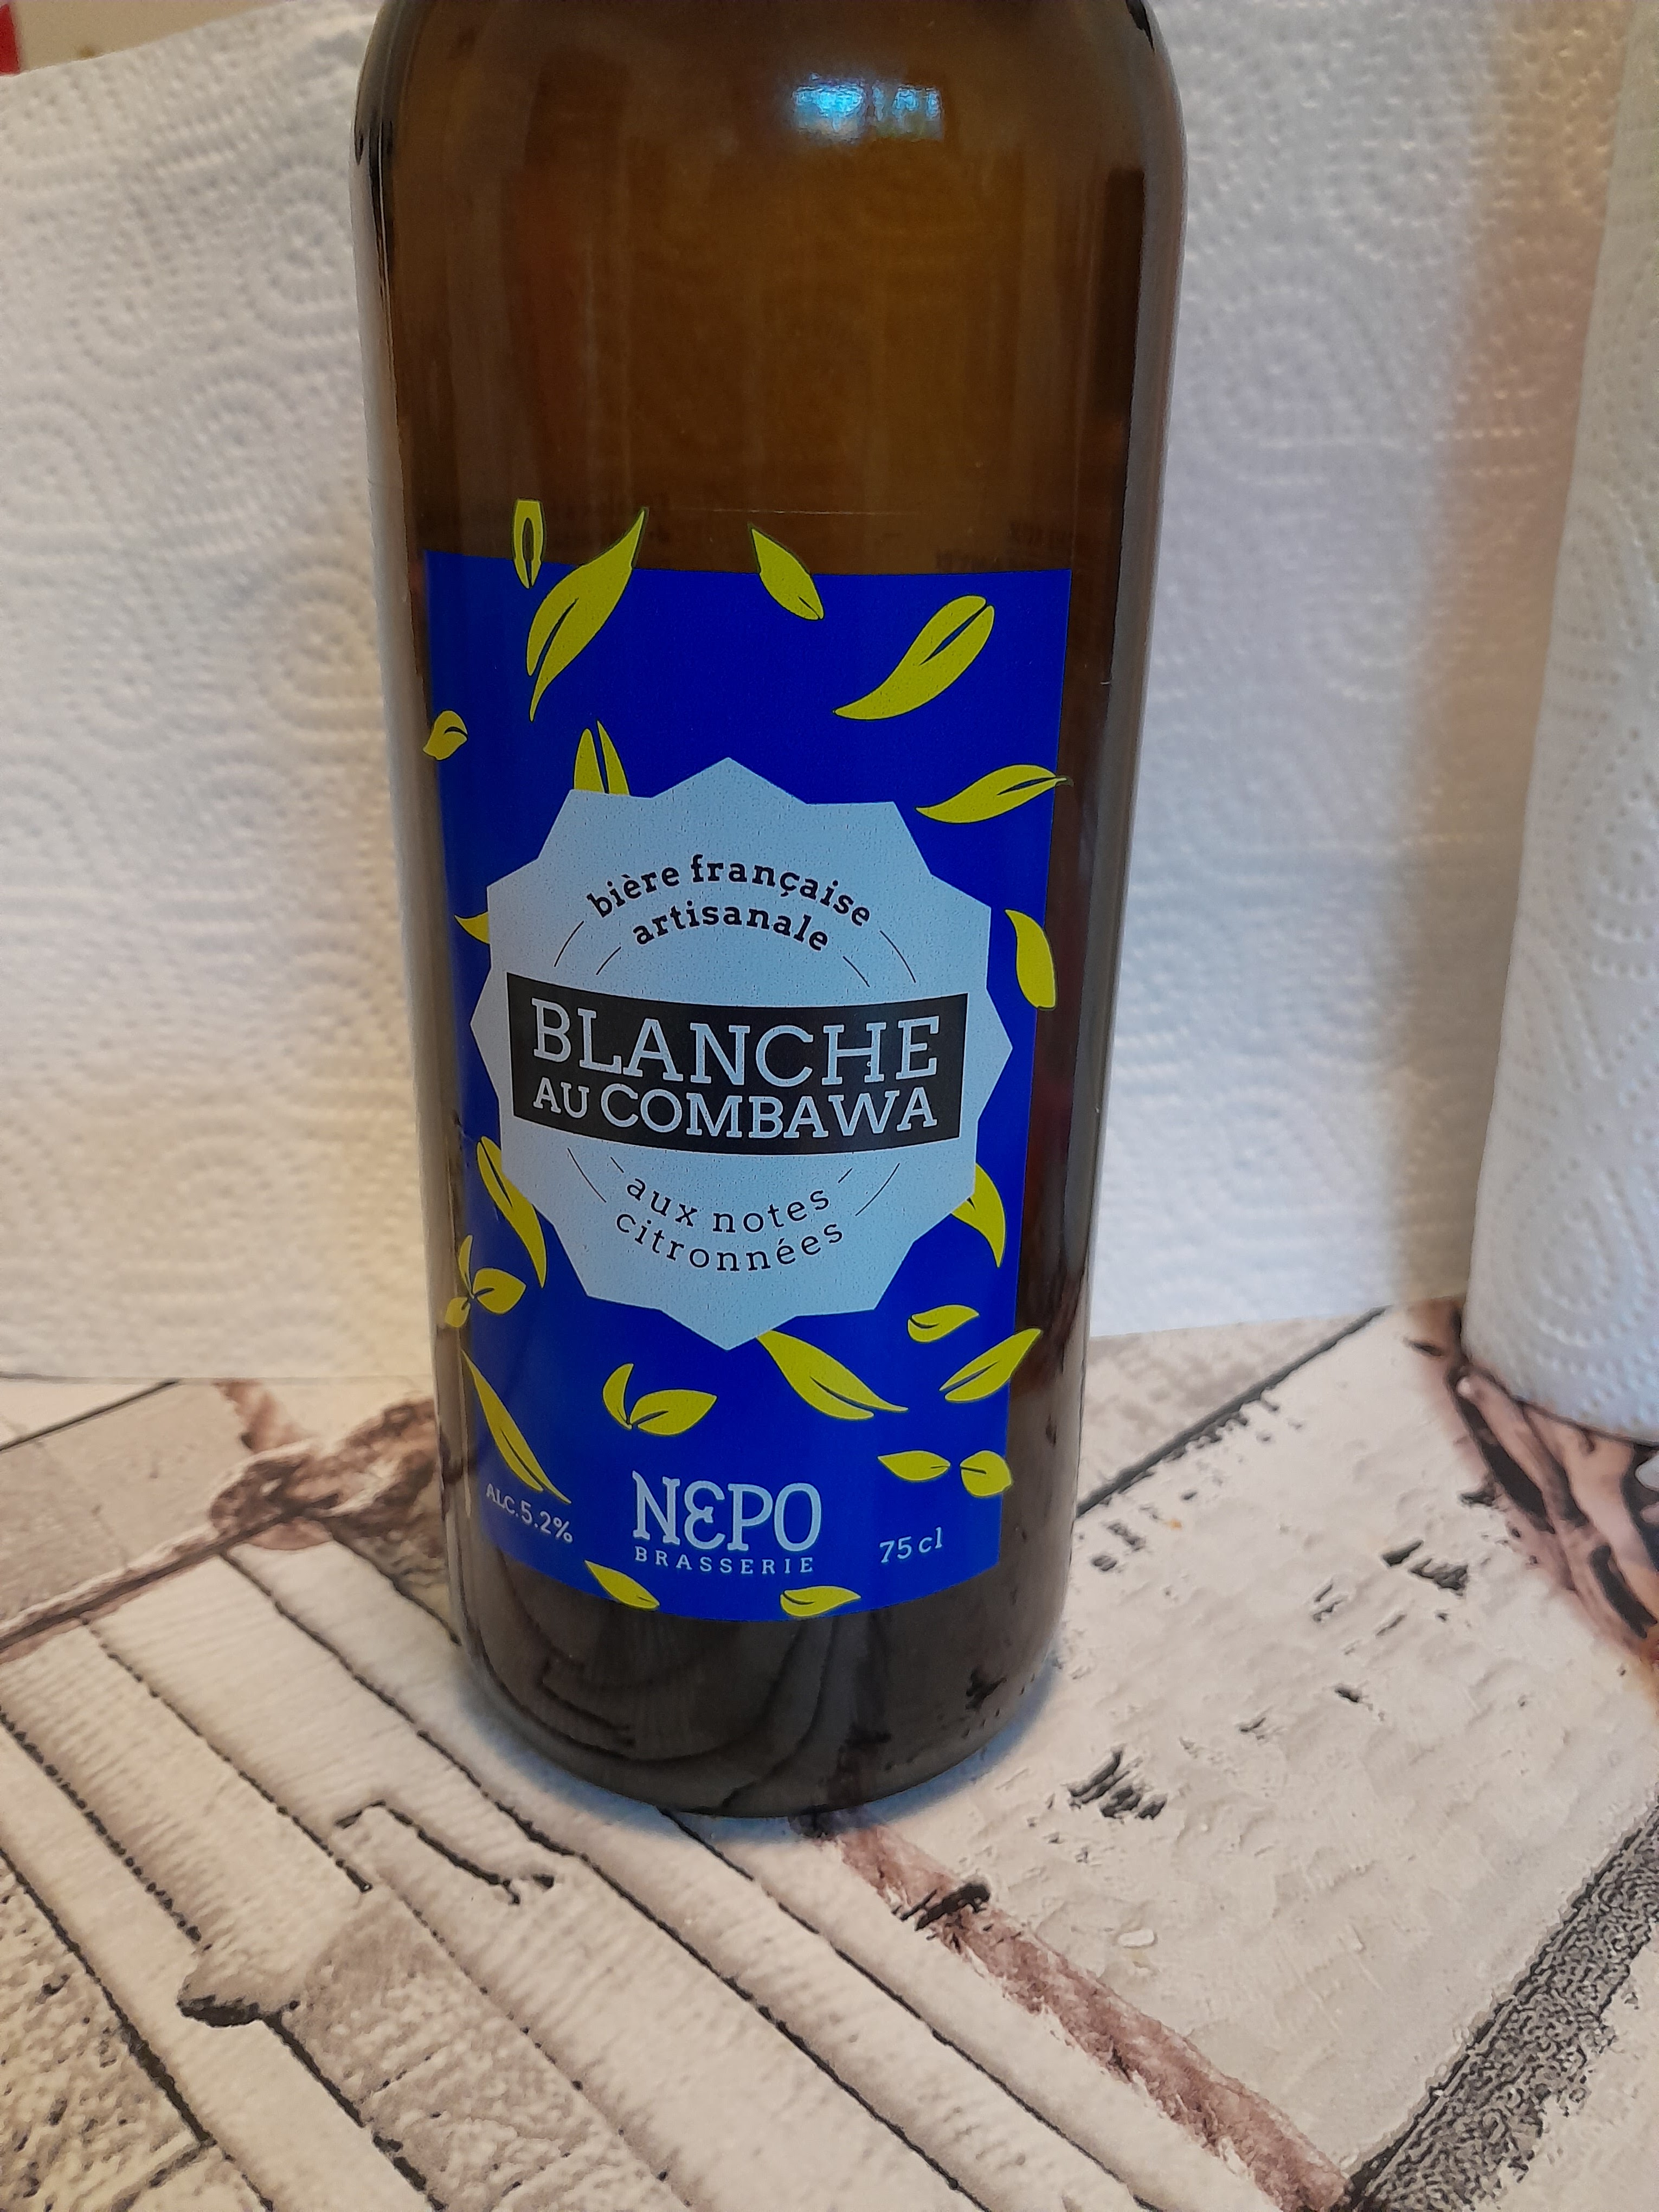 bière française
artisanale
BLANCHE
AU COMBAWA
aux notes
citronnées
ALC. 5.2%
NEPO
BRASSERIE
75 cl